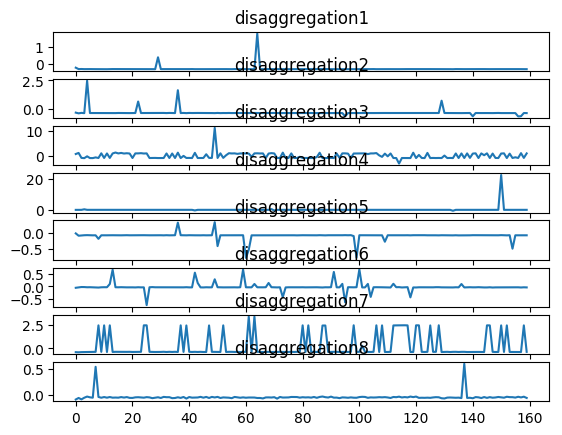 disaggregation1
1
0
disaggregation2
2.5
0.0
disaggregation3
10
0
disaggregation4
20
0
disaggregation5
0.0
−0.5
disaggregation6
0.5
0.0
−0.5
disaggregation7
2.5
0.0
disaggregation8
0.5
0.0
0 20 40 60 80 100 120 140 160